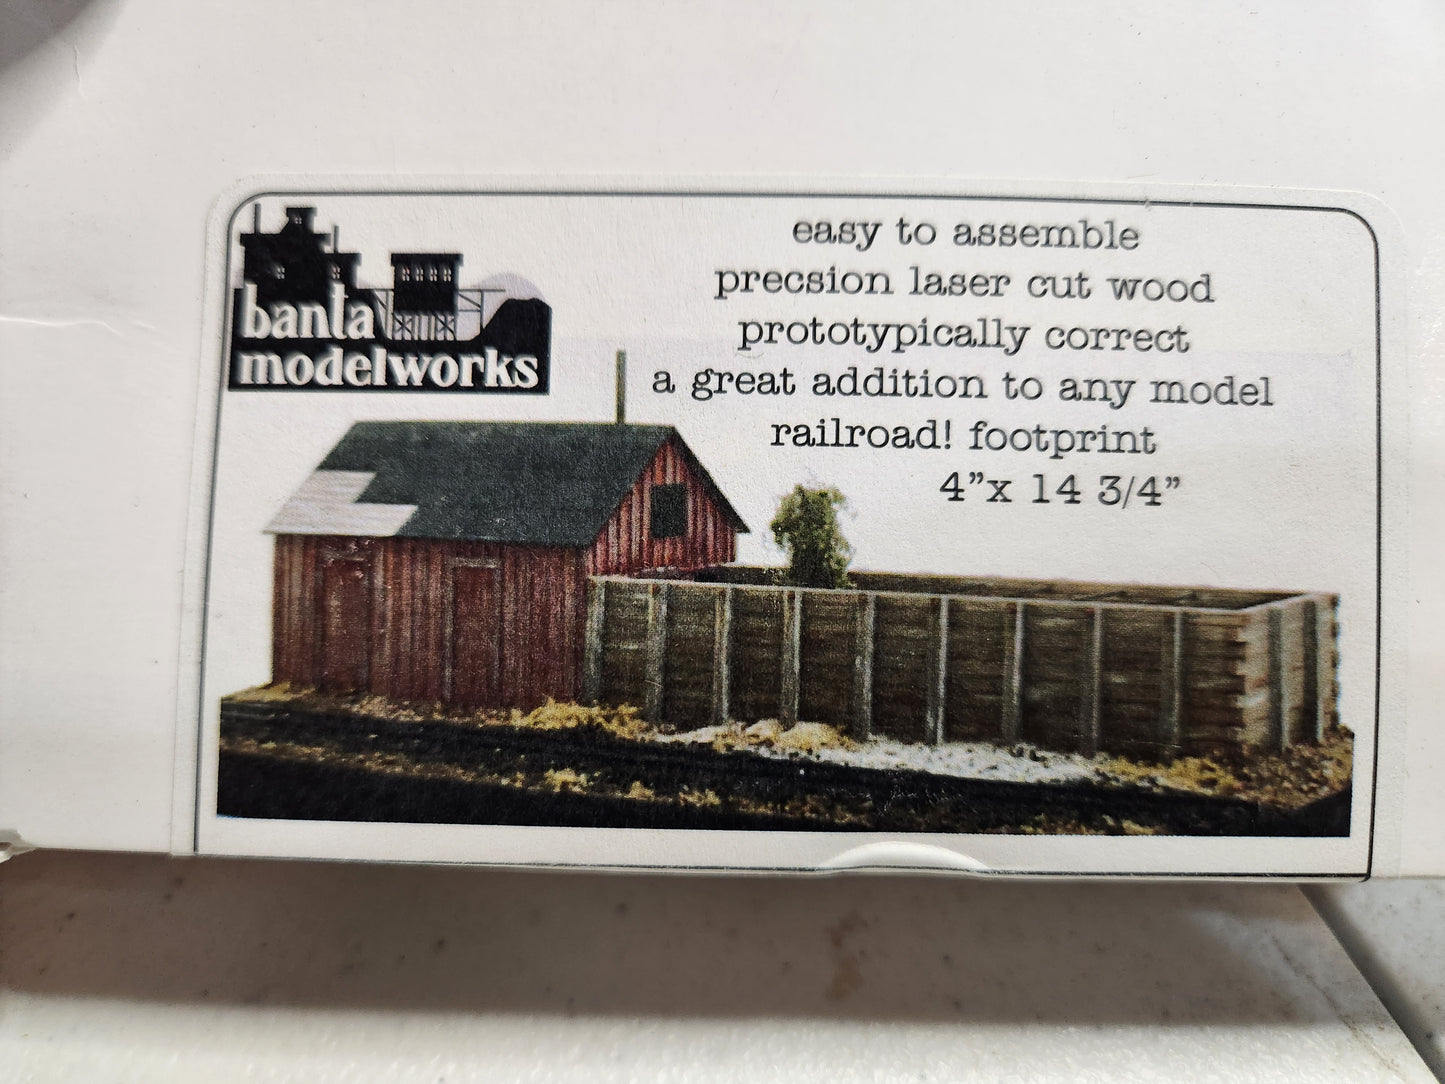 banta
modelworks
easy to assemble
precsion laser cut wood
prototypically correct
a great addition to any model
railroad! footprint
4”x 14 3/4”